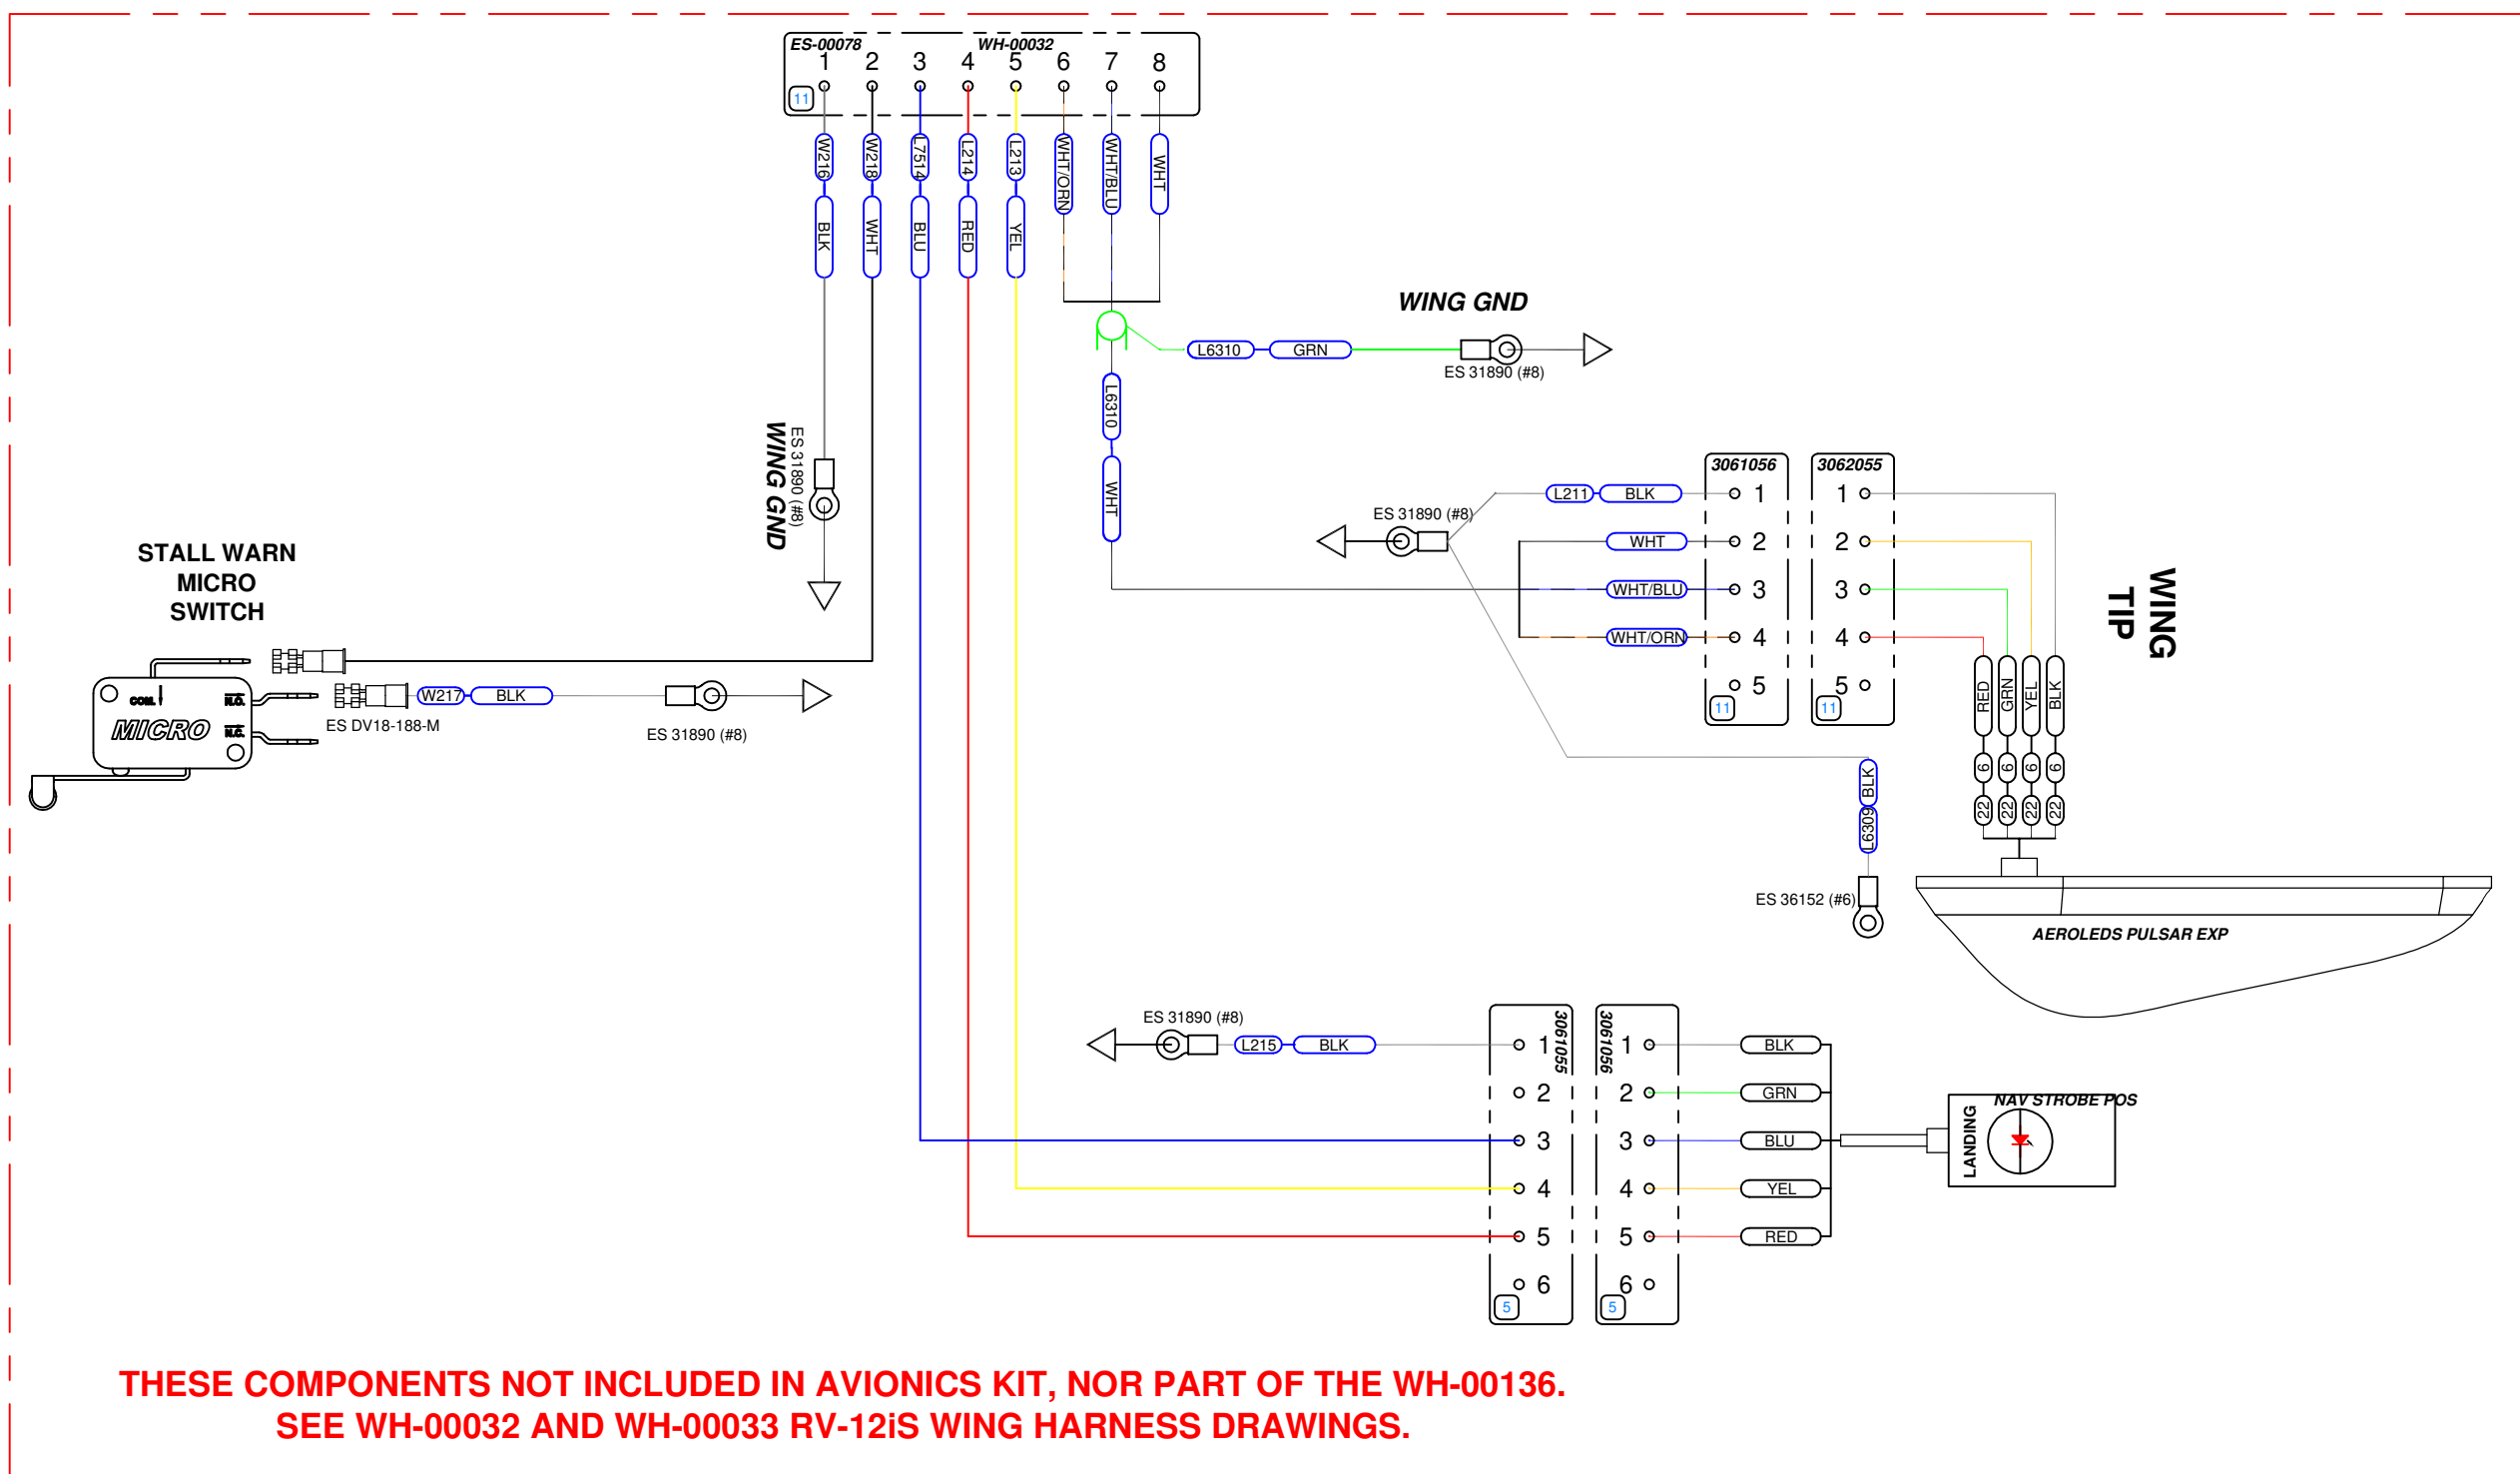 ES-00078 WH-00032
1 2 3 4 5 6 7 8
11
W216 W218 L7514 L214 L213 WHT/ORN WHT/BLU WHT
BLK WHT BLU RED YEL
WING GND
L6310 GRN
ES 31890 (#8)
L6310
WHT
ES 31890 (#8)
WING GND
3061056 3062055
L211 BLK 1 1
ES 31890 (#8)
WHT 2 2
WHT/BLU 3 3
WHT/ORN 4 4
5 5
11 11
WING
TIP
RED GRN YEL BLK
6 6 6 6
22 22 22 22
STALL WARN
MICRO
SWITCH
COM. N.O.
MICRO N.C.
W217 BLK
ES DV18-188-M
ES 31890 (#8)
BLK
L6309
ES 36152 (#6)
AEROLEDS PULSAR EXP
ES 31890 (#8)
L215 BLK
3061055 3061056
1 1 BLK
2 2 GRN
3 3 BLU
4 4 YEL
5 5 RED
6 6
5 5
NAV STROBE POS
LANDING
THESE COMPONENTS NOT INCLUDED IN AVIONICS KIT, NOR PART OF THE WH-00136.
SEE WH-00032 AND WH-00033 RV-12iS WING HARNESS DRAWINGS.